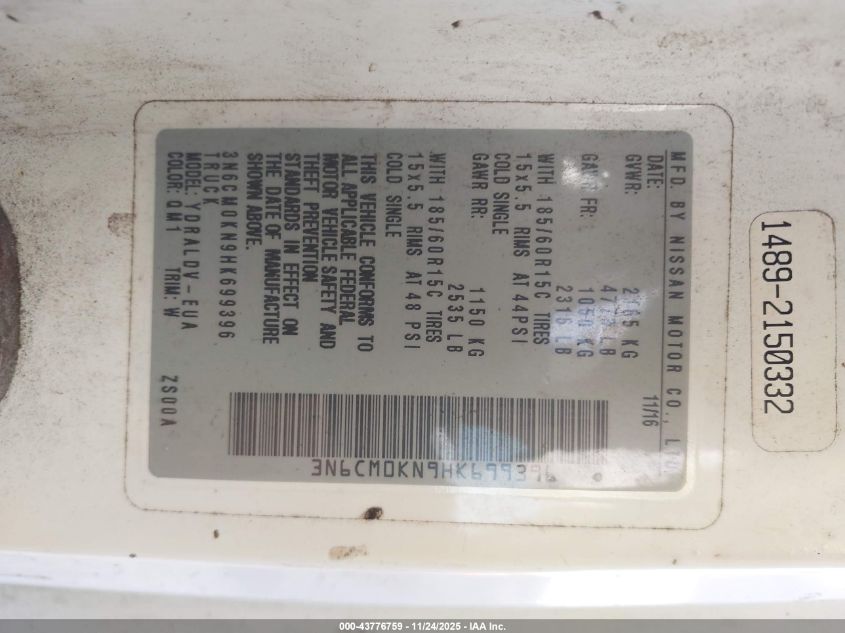 MFD. BY NISSAN MOTOR CO., LTD.
DATE: 11/16
GVWR: 2165 KG
LB
GAWR FR: 1050 KG
2316 LB
WITH 185/60R15C TIRES
15x5.5 RIMS AT 44PSI
COLD SINGLE
GAWR RR: 1150 KG
2535 LB
WITH 185/60R15C TIRES
15x5.5 RIMS AT 48 PSI
COLD SINGLE
THIS VEHICLE CONFORMS TO
ALL APPLICABLE FEDERAL
MOTOR VEHICLE SAFETY AND
THEFT PREVENTION
STANDARDS IN EFFECT ON
THE DATE OF MANUFACTURE
SHOWN ABOVE.
3N6CM0KN9HK699396
TRUCK
MODEL: YDRALDV-EUA
COLOR: QM1 TRIM: W ZS00A
3N6CM0KN9HK699396
1489-2150332
000-43776759 - 11/24/2025 - IAA Inc.